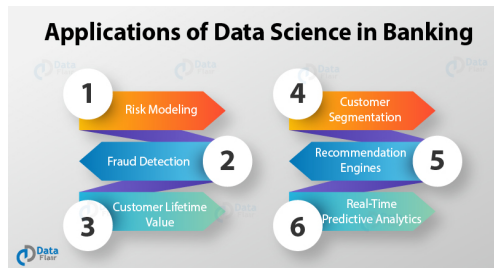 Applications of Data Science in Banking
1
Risk Modeling
Fraud Detection
2
3
Customer Lifetime
Value
4
Customer
Segmentation
Recommendation
Engines
5
6
Real-Time
Predictive Analytics
Data
Flair